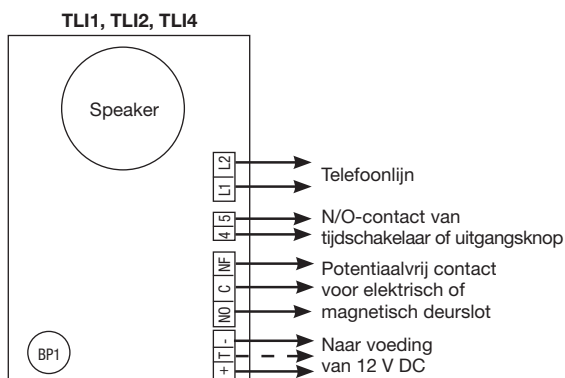 TLI1, TLI2, TLI4
Speaker
L2
L1
Telefoonlijn
5
4
N/O-contact van
tijdschakelaar of uitgangsknop
NF
C
NO
Potentiaalvrij contact
voor elektrisch of
magnetisch deurslot
-
T
+
Naar voeding
van 12 V DC
BP1